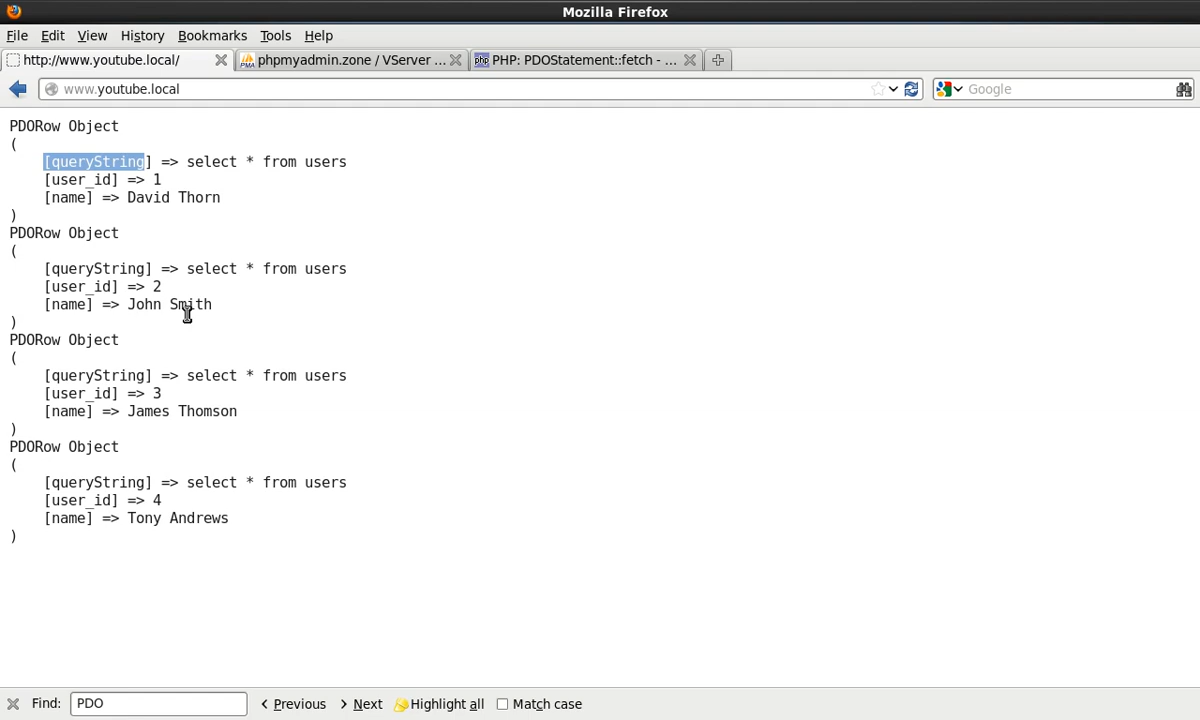 Mozilla Firefox
File Edit View History Bookmarks Tools Help
http://www.youtube.local/ phpmyadmin.zone / VServer ... PHP: PDOStatement::fetch - ...
www.youtube.local Google
PDORow Object
(
[queryString] => select * from users
[user_id] => 1
[name] => David Thorn
)
PDORow Object
(
[queryString] => select * from users
[user_id] => 2
[name] => John Smith
)
PDORow Object
(
[queryString] => select * from users
[user_id] => 3
[name] => James Thomson
)
PDORow Object
(
[queryString] => select * from users
[user_id] => 4
[name] => Tony Andrews
)
Find: PDO Previous Next Highlight all Match case